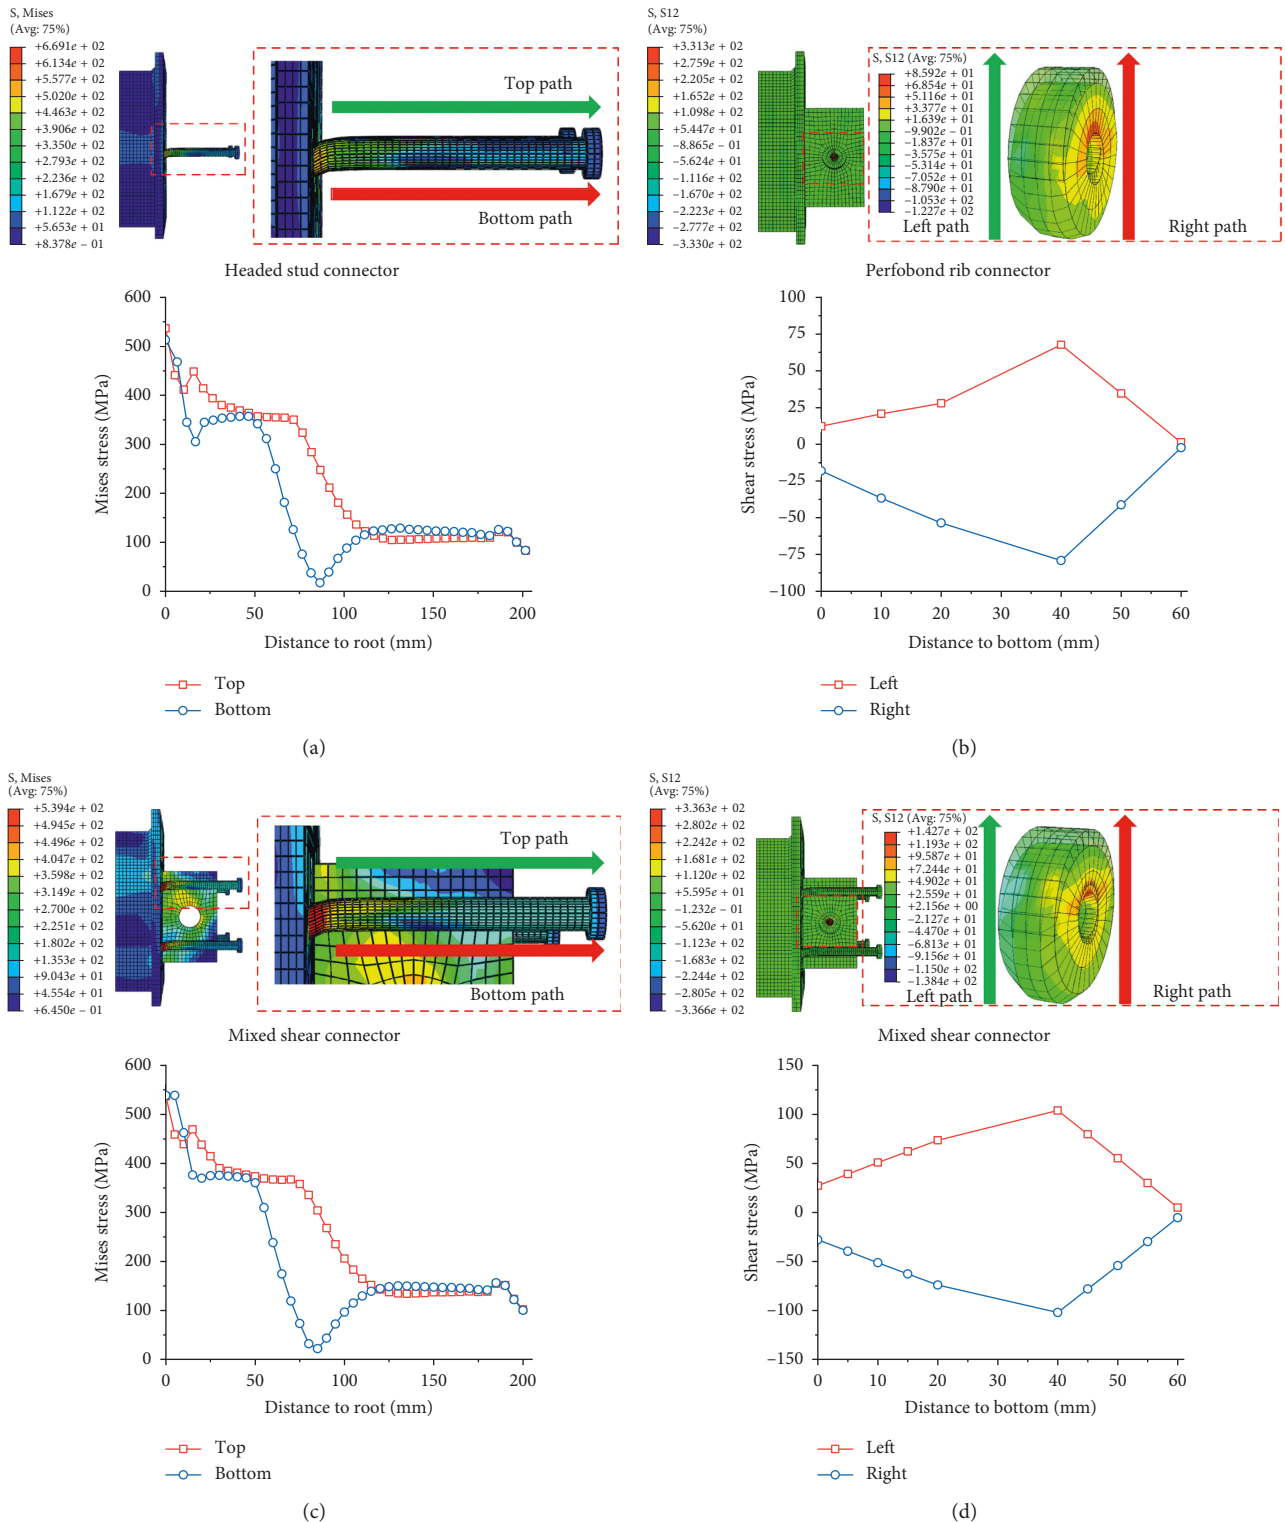 S, Mises
(Avg: 75%)
+6.691e + 02
+6.134e + 02
+5.577e + 02
+5.020e + 02
+4.463e + 02
+3.906e + 02
+3.350e + 02
+2.793e + 02
+2.236e + 02
+1.679e + 02
+1.122e + 02
+5.653e + 01
+8.378e − 01
Top path
Bottom path
Headed stud connector
600
500
400
300
200
100
0
Mises stress (MPa)
0 50 100 150 200
Distance to root (mm)
Top
Bottom
(a)
S, S12
(Avg: 75%)
+3.313e + 02
+2.759e + 02
+2.205e + 02
+1.652e + 02
+1.098e + 02
+5.447e + 01
−8.865e − 01
−5.624e + 01
−1.116e + 02
−1.670e + 02
−2.223e + 02
−2.777e + 02
−3.330e + 02
S, S12 (Avg: 75%)
+8.592e + 01
+6.854e + 01
+5.116e + 01
+3.377e + 01
+1.639e + 01
−9.902e − 01
−1.837e + 01
−3.575e + 01
−5.314e + 01
−7.052e + 01
−8.790e + 01
−1.053e + 02
−1.227e + 02
Left path
Right path
Perfobond rib connector
100
75
50
25
0
−25
−50
−75
−100
Shear stress (MPa)
0 10 20 30 40 50 60
Distance to bottom (mm)
Left
Right
(b)
S, Mises
(Avg: 75%)
+5.394e + 02
+4.945e + 02
+4.496e + 02
+4.047e + 02
+3.598e + 02
+3.149e + 02
+2.700e + 02
+2.251e + 02
+1.802e + 02
+1.353e + 02
+9.043e + 01
+4.554e + 01
+6.450e − 01
Top path
Bottom path
Mixed shear connector
600
500
400
300
200
100
0
Mises stress (MPa)
0 50 100 150 200
Distance to root (mm)
Top
Bottom
(c)
S, S12
(Avg: 75%)
+3.363e + 02
+2.802e + 02
+2.242e + 02
+1.681e + 02
+1.120e + 02
+5.595e + 01
−1.232e − 01
−5.620e + 01
−1.123e + 02
−1.683e + 02
−2.244e + 02
−2.805e + 02
−3.366e + 02
S, S12 (Avg: 75%)
+1.427e + 02
+1.193e + 02
+9.587e + 01
+7.244e + 01
+4.902e + 01
+2.559e + 01
+2.156e + 00
−2.127e + 01
−4.470e + 01
−6.813e + 01
−9.156e + 01
−1.150e + 02
−1.384e + 02
Left path
Right path
Mixed shear connector
150
100
50
0
−50
−100
−150
Shear stress (MPa)
0 10 20 30 40 50 60
Distance to bottom (mm)
Left
Right
(d)